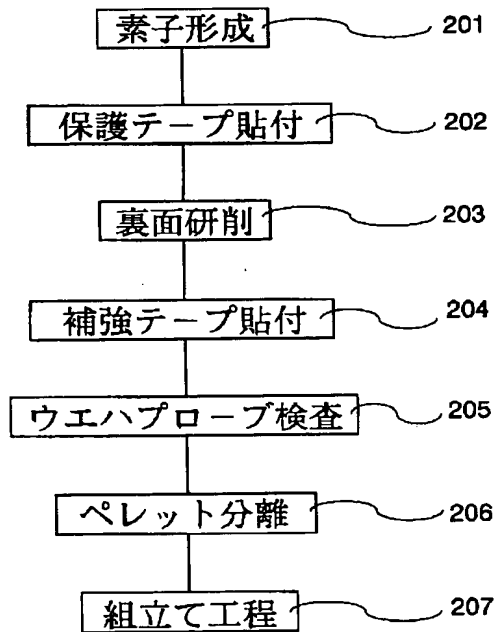 素子形成 201
保護テープ貼付 202
裏面研削 203
補強テープ貼付 204
ウエハプローブ検査 205
ペレット分離 206
組立て工程 207